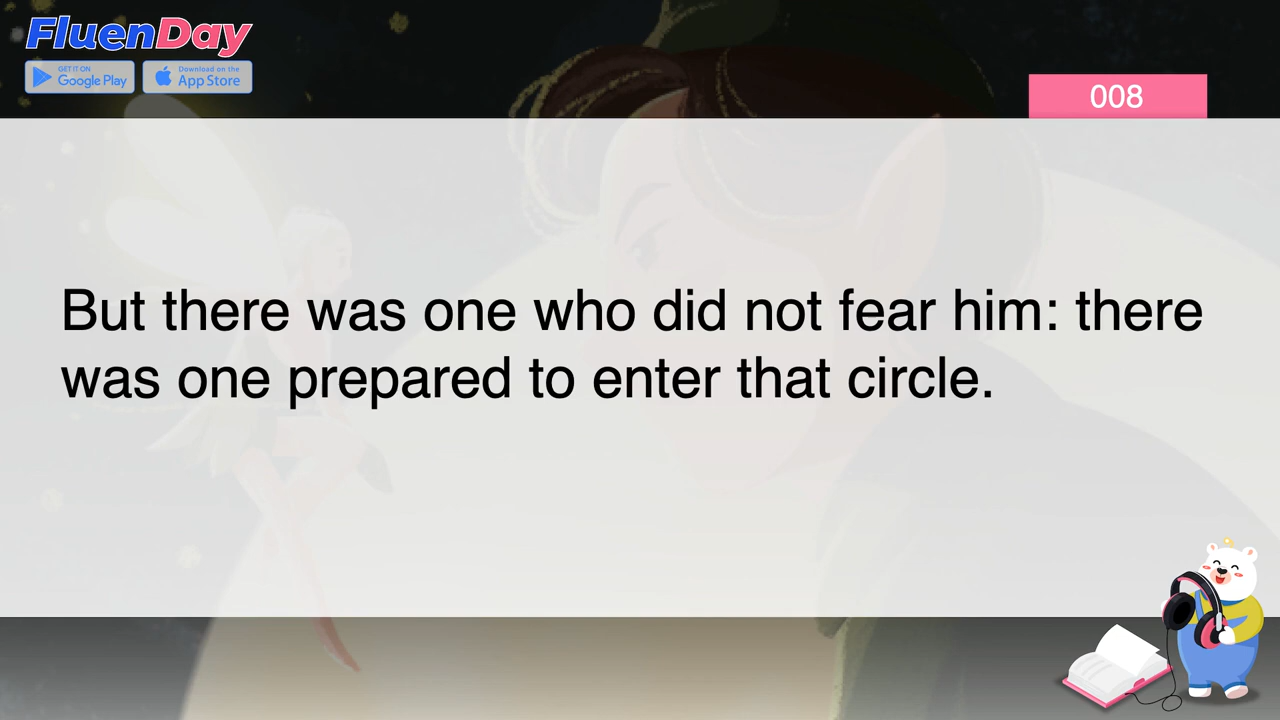 FluenDay
GET IT ON
Google Play
Download on the
App Store
008
But there was one who did not fear him: there
was one prepared to enter that circle.